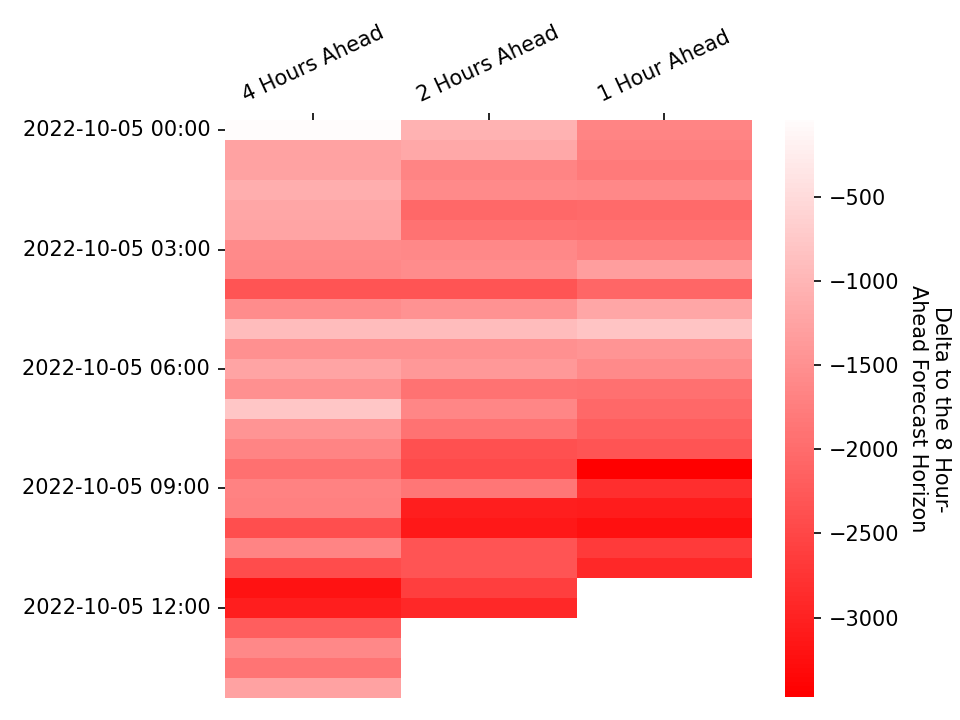 4 Hours Ahead
2 Hours Ahead
1 Hour Ahead
2022-10-05 00:00
2022-10-05 03:00
2022-10-05 06:00
2022-10-05 09:00
2022-10-05 12:00
−500
−1000
−1500
−2000
−2500
−3000
Delta to the 8 Hour-
Ahead Forecast Horizon